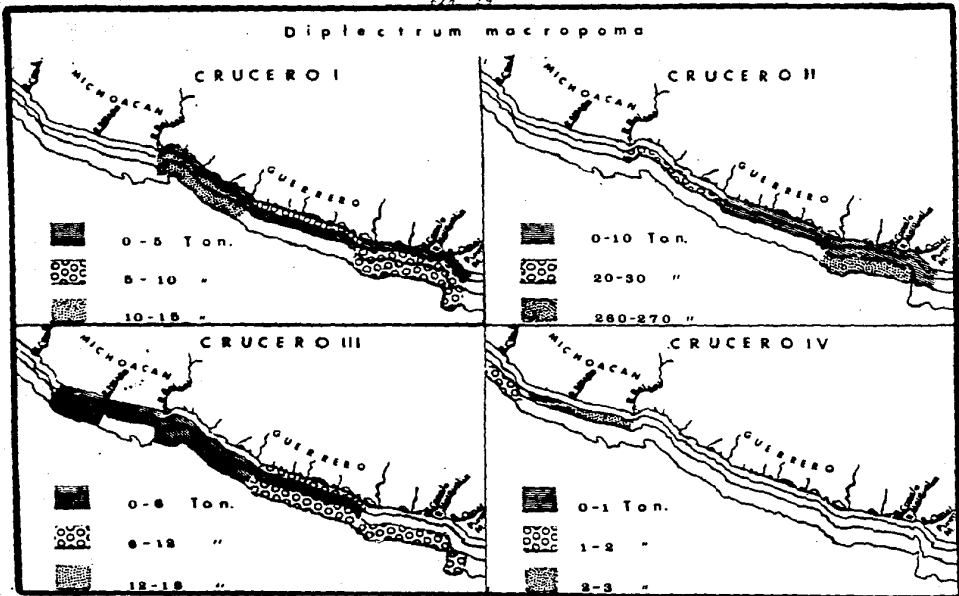 Diplectrum macropoma
CRUCERO I
MICHOACAN
GUERRERO
0-5 Ton.
5-10 "
10-15 "
CRUCERO II
MICHOACAN
GUERRERO
0-10 Ton.
20-30 "
260-270 "
CRUCERO III
MICHOACAN
GUERRERO
0-6 Ton.
6-12 "
12-18 "
CRUCERO IV
MICHOACAN
GUERRERO
0-1 Ton.
1-2 "
2-3 "